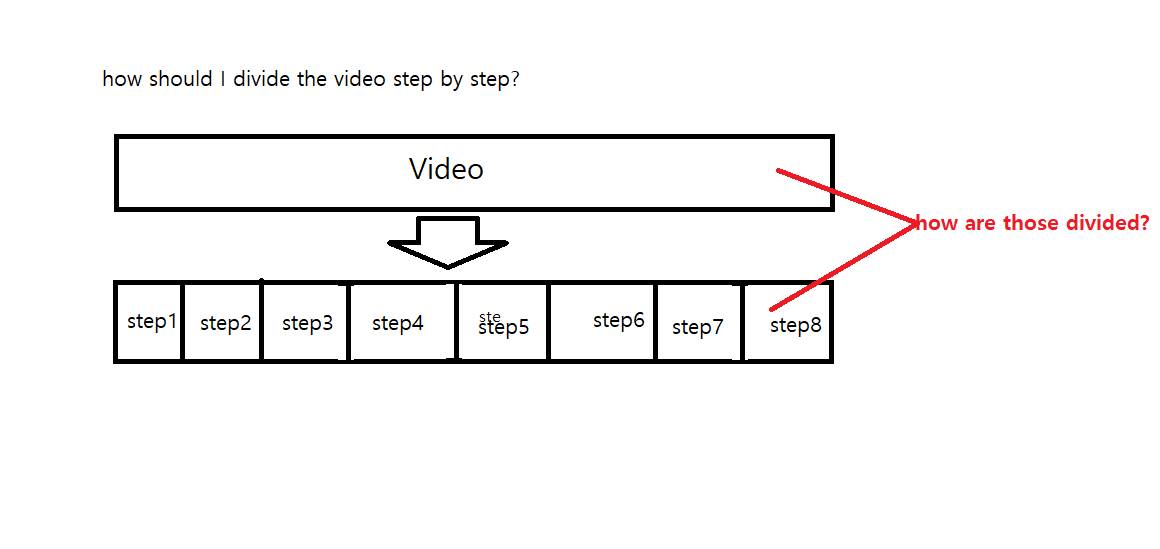 how should I divide the video step by step?
Video
how are those divided?
step1
step2
step3
step4
ste
step5
step6
step7
step8